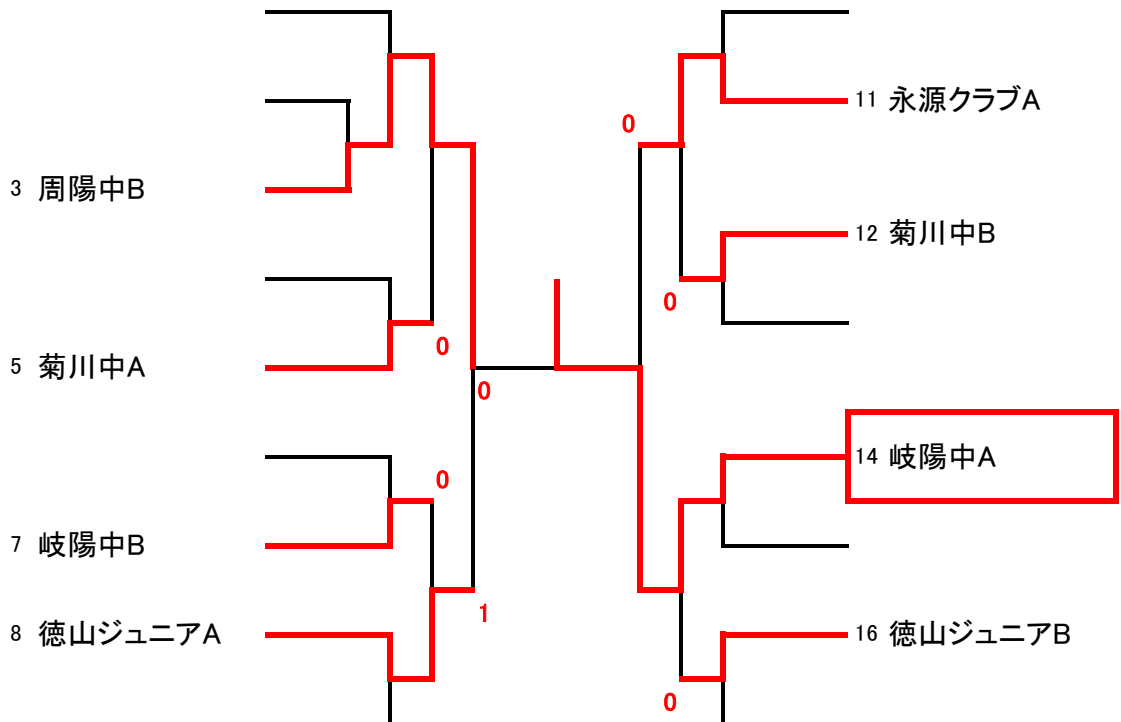 3 周陽中B
5 菊川中A
7 岐陽中B
8 徳山ジュニアA
0
0
0
1
0
0
0
11 永源クラブA
12 菊川中B
14 岐陽中A
16 徳山ジュニアB